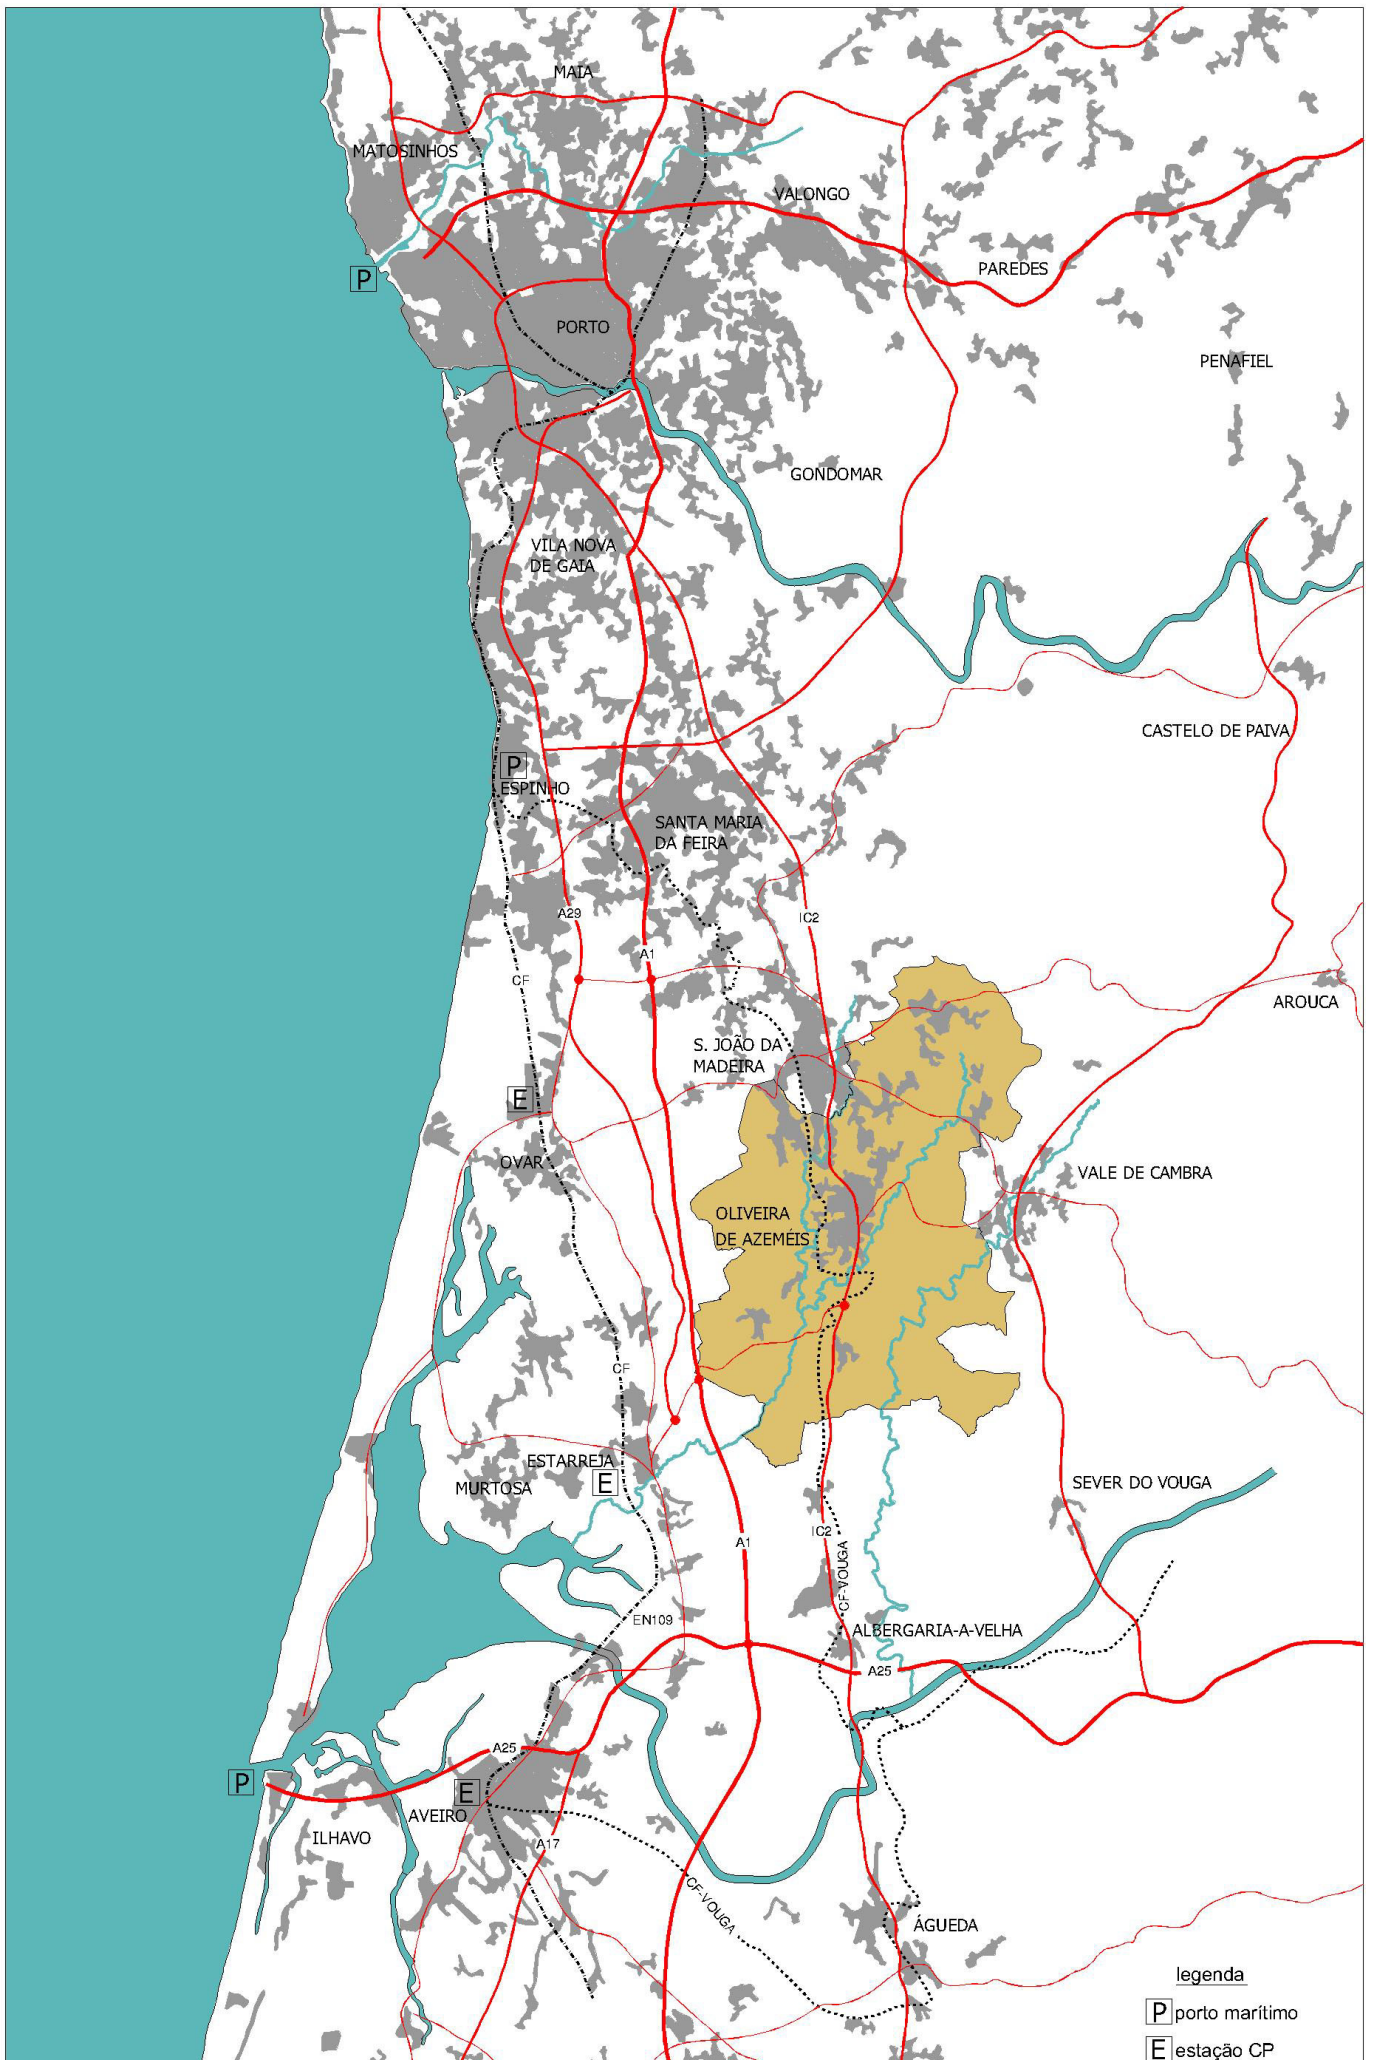 MAIA
MATOSINHOS
VALONGO
PAREDES
P
PORTO
PENAFIEL
GONDOMAR
VILA NOVA
DE GAIA
CASTELO DE PAIVA
P
ESPINHO
SANTA MARIA
DA FEIRA
A29
IC2
A1
CF
AROUCA
S. JOÃO DA
MADEIRA
E
OVAR
VALE DE CAMBRA
OLIVEIRA
DE AZEMÉIS
CF
ESTARREJA
E
MURTOSA
SEVER DO VOUGA
IC2
A1
CF-VOUGA
EN109
ALBERGARIA-A-VELHA
A25
A25
P
E
AVEIRO
ILHAVO
A17
CF-VOUGA
ÁGUEDA
legenda
P porto marítimo
E estação CP